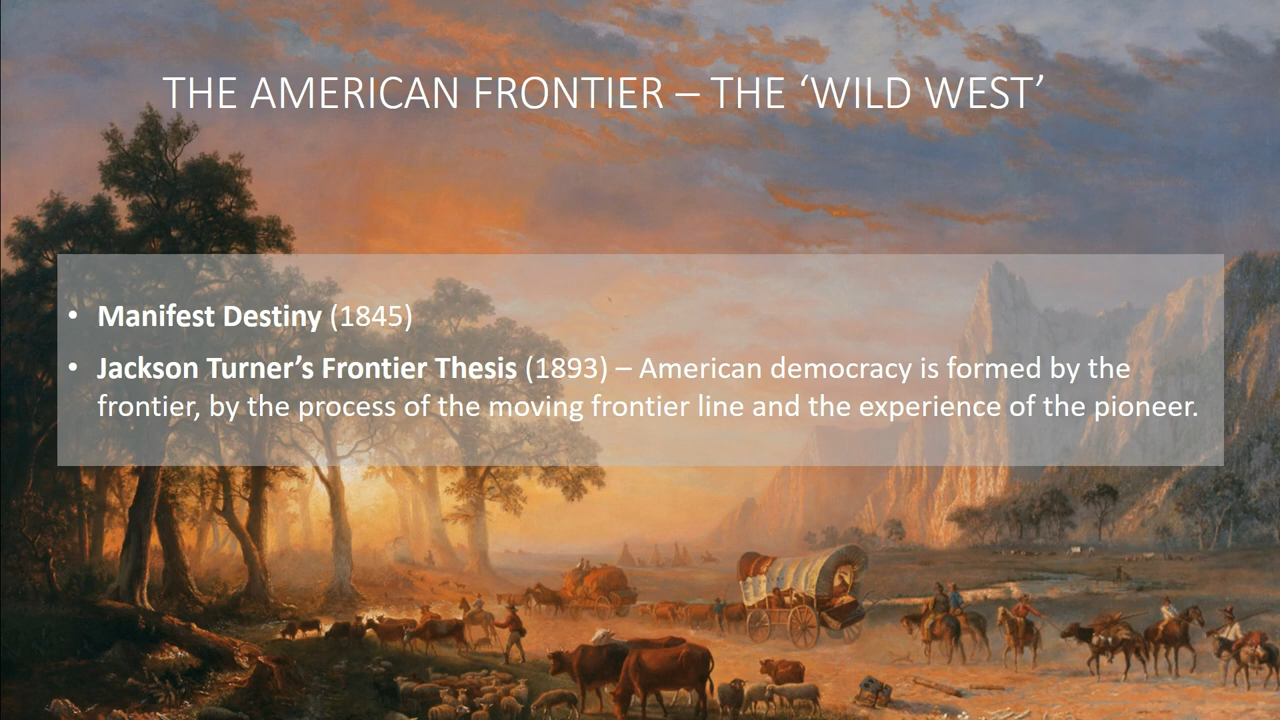 THE AMERICAN FRONTIER – THE ‘WILD WEST’
• Manifest Destiny (1845)
• Jackson Turner’s Frontier Thesis (1893) – American democracy is formed by the
frontier, by the process of the moving frontier line and the experience of the pioneer.